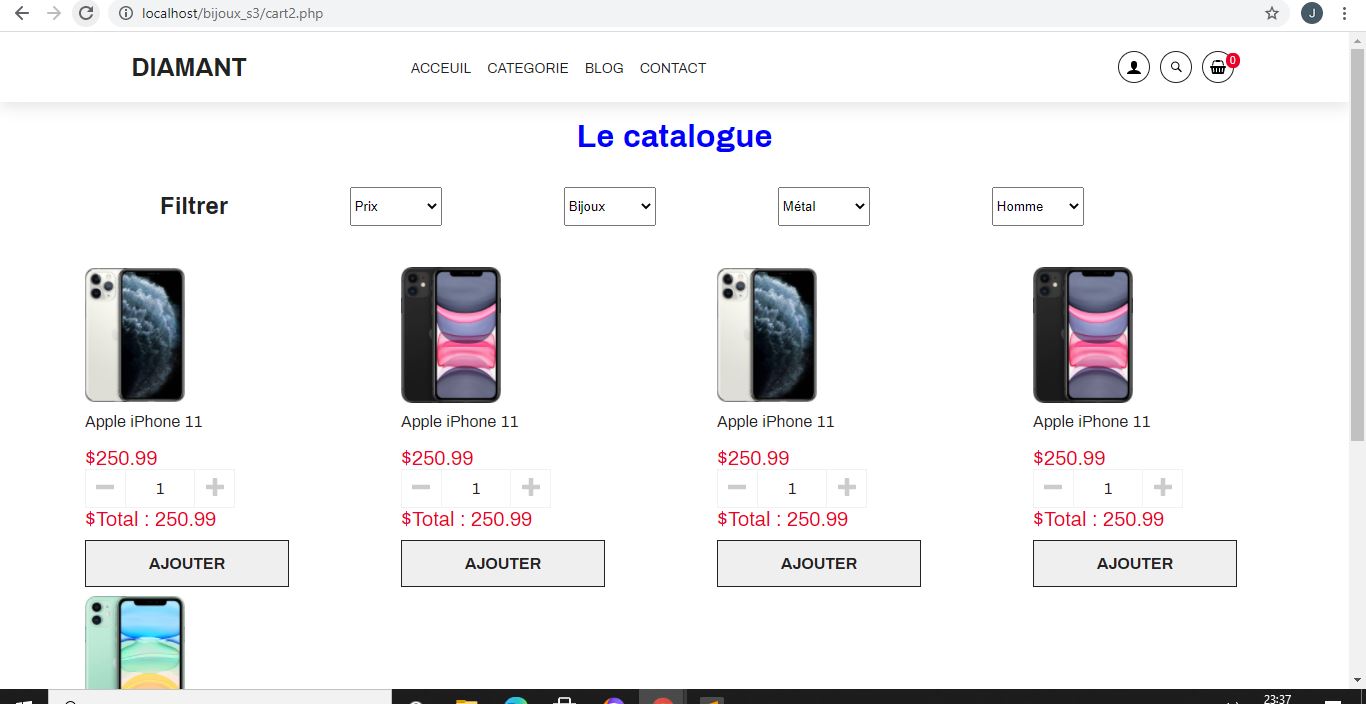 localhost/bijoux_s3/cart2.php
J
DIAMANT
ACCEUIL CATEGORIE BLOG CONTACT
0
Le catalogue
Filtrer
Prix
Bijoux
Métal
Homme
Apple iPhone 11
$250.99
1
$Total : 250.99
AJOUTER
Apple iPhone 11
$250.99
1
$Total : 250.99
AJOUTER
Apple iPhone 11
$250.99
1
$Total : 250.99
AJOUTER
Apple iPhone 11
$250.99
1
$Total : 250.99
AJOUTER
23:37